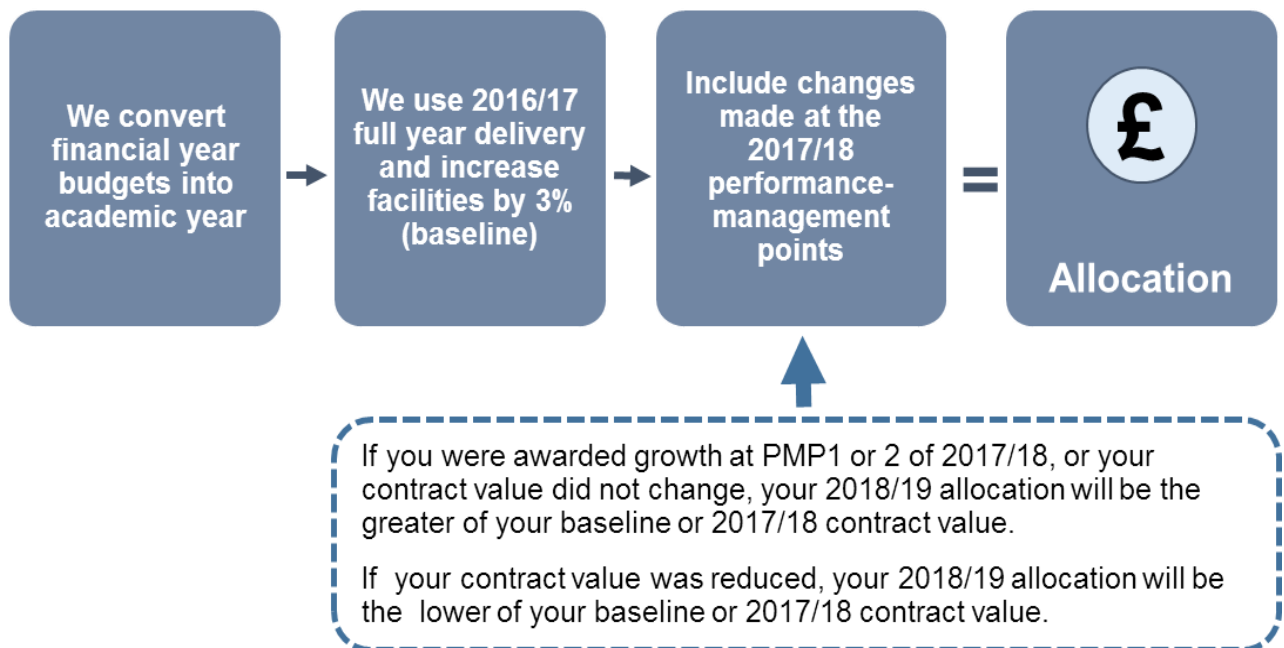 We convert
financial year
budgets into
academic year
We use 2016/17
full year delivery
and increase
facilities by 3%
(baseline)
Include changes
made at the
2017/18
performance-
management
points
=
£
Allocation
If you were awarded growth at PMP1 or 2 of 2017/18, or your
contract value did not change, your 2018/19 allocation will be the
greater of your baseline or 2017/18 contract value.
If your contract value was reduced, your 2018/19 allocation will be
the lower of your baseline or 2017/18 contract value.